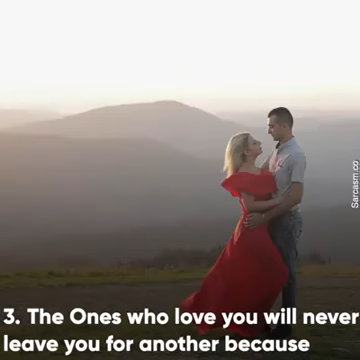 Sarcasm.co
3. The Ones who love you will never
leave you for another because